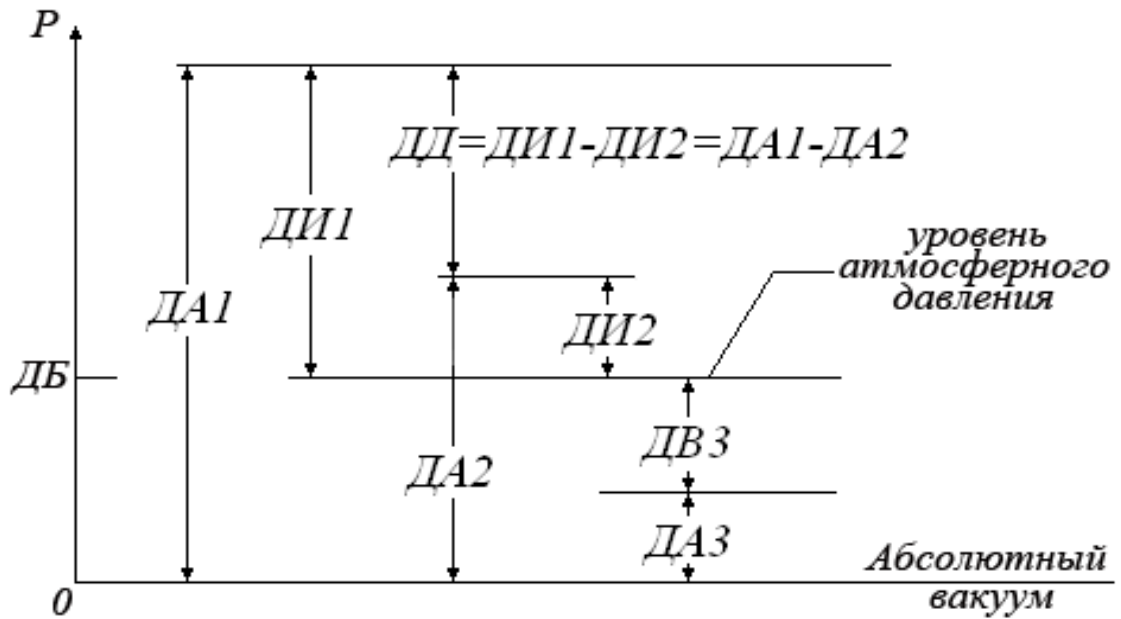 P
ДД=ДИ1-ДИ2=ДА1-ДА2
ДИ1
уровень
атмосферного
давления
ДА1
ДИ2
ДБ
ДВ3
ДА2
ДА3
Абсолютный
вакуум
0